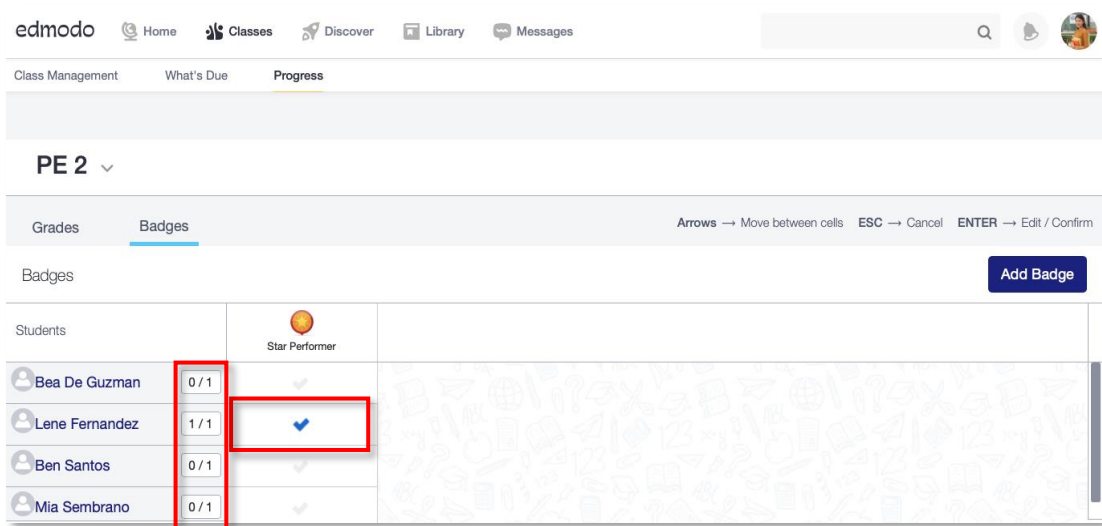 edmodo Home Classes Discover Library Messages
Class Management What's Due Progress
PE 2
Grades Badges Arrows → Move between cells ESC → Cancel ENTER → Edit / Confirm
Badges Add Badge
Students Star Performer
Bea De Guzman 0 / 1
Lene Fernandez 1 / 1
Ben Santos 0 / 1
Mia Sembrano 0 / 1